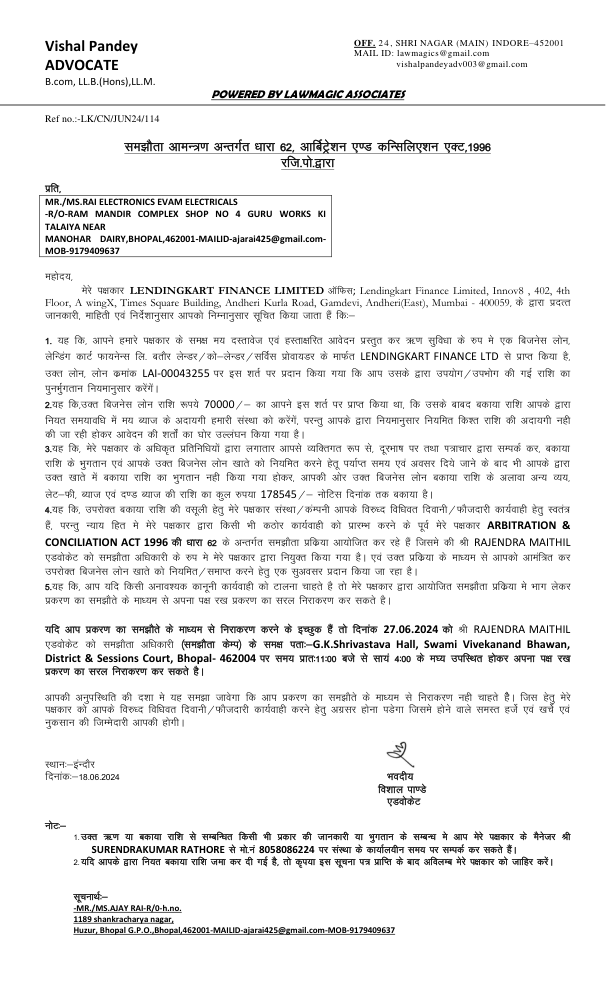 Vishal Pandey
ADVOCATE
B.com, LL.B.(Hons),LL.M.
OFF. 24, SHRI NAGAR (MAIN) INDORE–452001
MAIL ID: lawmagics@gmail.com
vishalpandeyadv003@gmail.com
POWERED BY LAWMAGIC ASSOCIATES
Ref no.:-LK/CN/JUN24/114
समझौता आमन्त्रण अन्तर्गत धारा 62, आर्बिट्रेशन एण्ड कन्सिलिएशन एक्ट,1996
रजि.पो.द्वारा
प्रति,
MR./MS.RAI ELECTRONICS EVAM ELECTRICALS
-R/O-RAM MANDIR COMPLEX SHOP NO 4 GURU WORKS KI
TALAIYA NEAR
MANOHAR DAIRY,BHOPAL,462001-MAILID-ajarai425@gmail.com-
MOB-9179409637
महोदय,
मेरे पक्षकार LENDINGKART FINANCE LIMITED ऑफिस; Lendingkart Finance Limited, Innov8 , 402, 4th
Floor, A wingX, Times Square Building, Andheri Kurla Road, Gamdevi, Andheri(East), Mumbai - 400059, के द्वारा प्रदत्त
जानकारी, माहिती एवं निर्देशानुसार आपको निम्नानुसार सूचित किया जाता हैं किः–
1. यह कि, आपने हमारे पक्षकार के समक्ष मय दस्तावेज एवं हस्ताक्षरित आवेदन प्रस्तुत कर ऋण सुविधा के रुप मे एक बिजनेस लोन,
लेन्डिंग कार्ट फायनेन्स लि. बतौर लेन्डर/को–लेन्डर/सर्विस प्रोवायडर के मार्फत LENDINGKART FINANCE LTD से प्राप्त किया है,
उक्त लोन, लोन क्रमांक LAI-00043255 पर इस शर्त पर प्रदान किया गया कि आप उसके द्वारा उपयोग/उपभोग की गई राशि का
पुनर्मुगतान नियमानुसार करेंगें।
2.यह कि,उक्त बिजनेस लोन राशि रूपये 70000/– का आपने इस शर्त पर प्राप्त किया था, कि उसके बादद बकाया राशि आपके द्वारा
नियत समयावधि में मय ब्याज के अदायगी हमारी संस्था को करेंगें, परन्तु आपके द्वारा नियमानुसार नियमित किश्त राशि की अदायगी नही
की जा रही होकर आवेदन की शर्तों का घोर उल्लंघन किया गया है।
3.यह कि, मेरे पक्षकार के अधिकृत प्रतिनिधियों द्वारा लगातार आपसे व्यक्तिगत रूप से, दूरभाष पर तथा पत्राचार द्वारा सम्पर्क कर, बकाया
राशि के भुगतान एवं आपके उक्त बिजनेस लोन खाते को नियमित करने हेतू पर्याप्त समय एवं अवसर दिये जाने के बाद भी आपके द्वारा
उक्त खाते में बकाया राशि का भुगतान नही किया गया होकर, आपकी ओर उक्त बिजनेस लोन बकाया राशि के अलावा अन्य व्यय,
लेट–फी, ब्याज एवं दण्ड ब्याज की राशि का कुल रुपया 178545/– नोटिस दिनांक तक बकाया है।
4.यह कि, उपरोक्त बकाया राशि की वसूली हेतु मेरे पक्षकार संस्था/कंम्पनी आपके विरुध्द विधिवत दिवानी/फौजदारी कार्यवाही हेतु स्वतंत्र
हैं, परन्तु न्याय हित मे मेरे पक्षकार द्वारा किसी भी कठोर कार्यवाही को प्रारम्भ करने के पूर्व मेरे पक्षकार ARBITRATION &
CONCILIATION ACT 1996 की धारा 62 के अन्तर्गत समझौता प्रक्रिया आयोजित कर रहे हैं जिसमे की श्री RAJENDRA MAITHIL
एडवोकेट को समझौता अधिकारी के रुप मे मेरे पक्षकार द्वारा नियुक्त किया गया है। एवं उक्त प्रक्रिया के माध्यम से आपको आमंत्रित कर
उपरोक्त बिजनेस लोन खाते को नियमित/समाप्त करने हेतु एक सुअवसर प्रदान किया जा रहा है।
5.यह कि, आप यदि किसी अनावश्यक कानूनी कार्यवाही को टालना चाहते है तो मेरे पक्षकार द्वारा आयोजित समझौता प्रक्रिया मे भाग लेकर
प्रकरण का समझौते के माध्यम से अपना पक्ष रख प्रकरण का सरल निराकरण कर सकते है।
यदि आप प्रकरण का समझौते के माध्यम से निराकरण करने के इच्छुक हैं तो दिनांक 27.06.2024 को श्री RAJENDRA MAITHIL
एडवोकेट को समझौता अधिकारी (समझौता केम्प) के समक्ष पताः–G.K.Shrivastava Hall, Swami Vivekanand Bhawan,
District & Sessions Court, Bhopal- 462004 पर समय प्रातः11:00 बजे से सायं 4:00 के मघ्य उपस्थित होकर अपना पक्ष रख
प्रकरण का सरल निराकरण कर सकते है।
आपकी अनुपस्थिति की दशा मे यह समझा जावेगा कि आप प्रकरण का समझौते के माध्यम से निराकरण नही चाहते हैै। जिस हेतु मेरे
पक्षकार को आपके विरुध्द विधिवत दिवानी/फौजदारी कार्यवाही करने हेतु अग्रसर होना पडेगा जिसमे होने वाले समस्त हर्जे एवं खर्चे एवं
नुकसान की जिम्मेदारी आपकी होगी।
स्थानः–इंन्दौर
दिनांकः–18.06.2024
भवदीय
विशाल पाण्डे
एडवोकेट
नोटः–
1.उक्त ऋण या बकाया राशि से सम्बन्धित किसी भी प्रकार की जानकारी या भुगतान के सम्बन्ध मे आप मेरे पक्षकार के मैनेजर श्री
SURENDRAKUMAR RATHORE से मो.नं 8058086224 पर संस्था के कार्यालयीन समय पर सम्पर्क कर सकते हैं।
2.यदि आपके द्वारा नियत बकाया राशि जमा कर दी गई है, तो कृपया इस सूचना पत्र प्राप्ति के बाद अविलम्ब मेरे पक्षकार को जाहिर करें।
सूचनार्थः–
-MR./MS.AJAY RAI-R/0-h.no.
1189 shankracharya nagar,
Huzur, Bhopal G.P.O.,Bhopal,462001-MAILID-ajarai425@gmail.com-MOB-9179409637